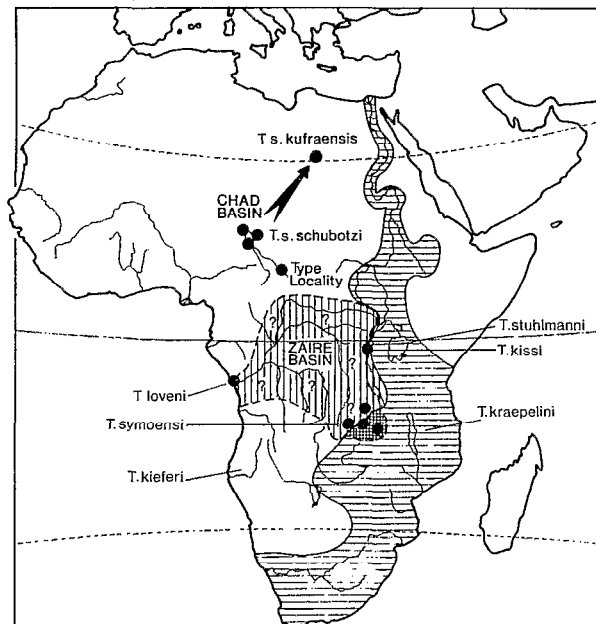 T s. kufraensis
CHAD
BASIN
T.s. schubotzi
Type
Locality
? ?
T.stuhlmanni
ZAIRE
BASIN
T.kissi
?
?
?
T loveni
T.kraepelini
T.symoensi
T.kieferi